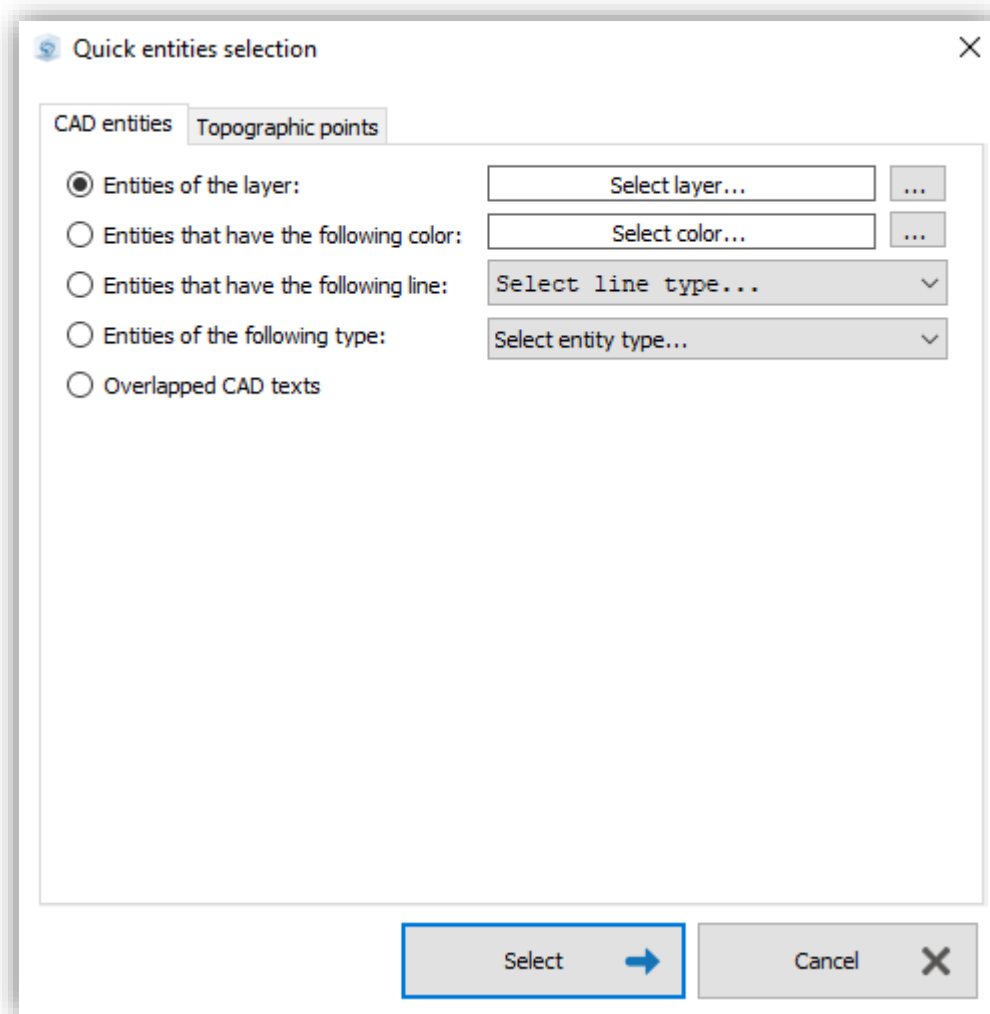 Quick entities selection
CAD entities Topographic points
Entities of the layer: Select layer... ...
Entities that have the following color: Select color... ...
Entities that have the following line: Select line type...
Entities of the following type: Select entity type...
Overlapped CAD texts
Select Cancel